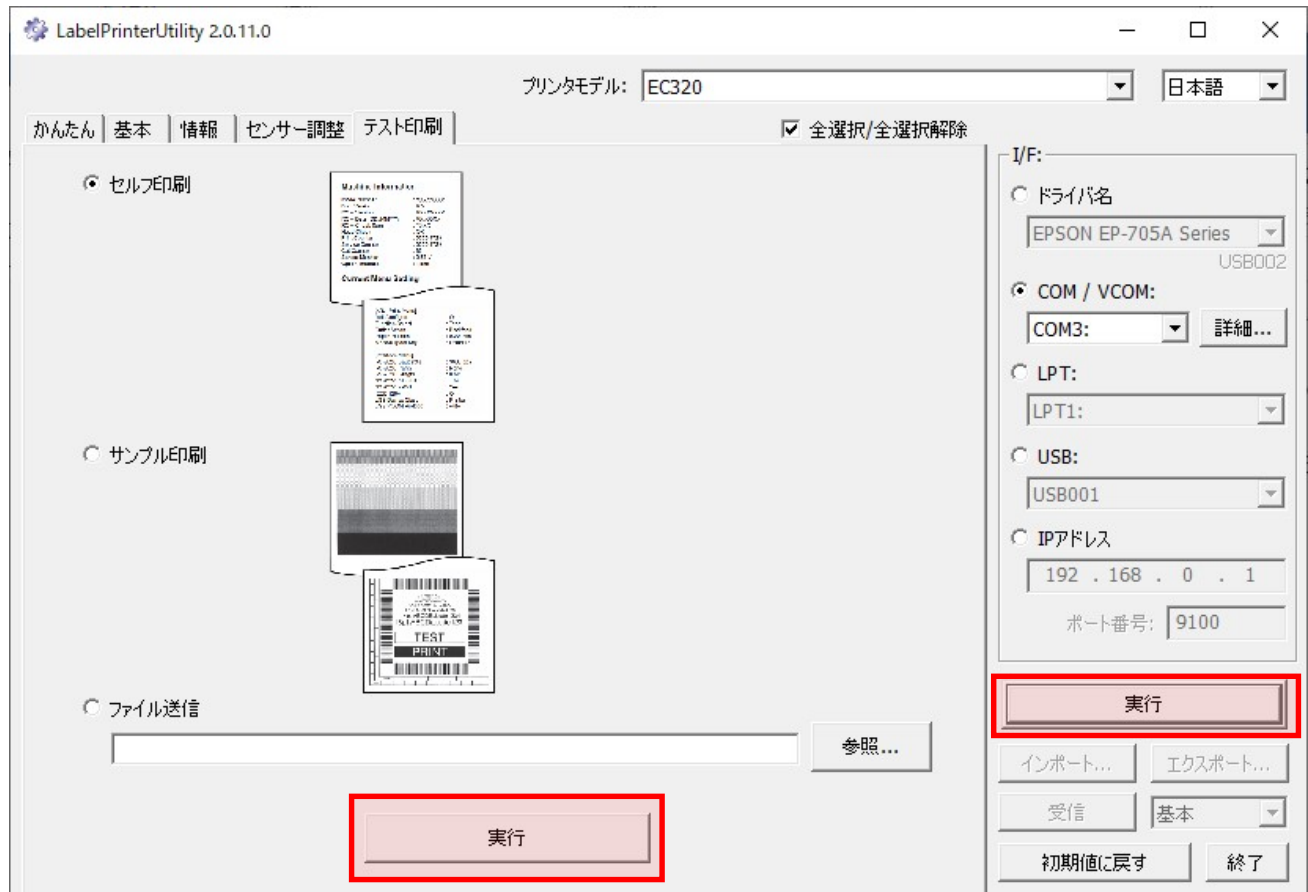 LabelPrinterUtility 2.0.11.0
プリンタモデル: EC320 日本語
かんたん 基本 情報 センサー調整 テスト印刷
全選択/全選択解除
セルフ印刷
Machine Information
Current Menu Setting
サンプル印刷
TEST
PRINT
ファイル送信
参照...
実行
I/F:
ドライバ名
EPSON EP-705A Series
USB002
COM / VCOM:
COM3: 詳細...
LPT:
LPT1:
USB:
USB001
IPアドレス
192 . 168 . 0 . 1
ポート番号: 9100
実行
インポート... エクスポート...
受信 基本
初期値に戻す 終了